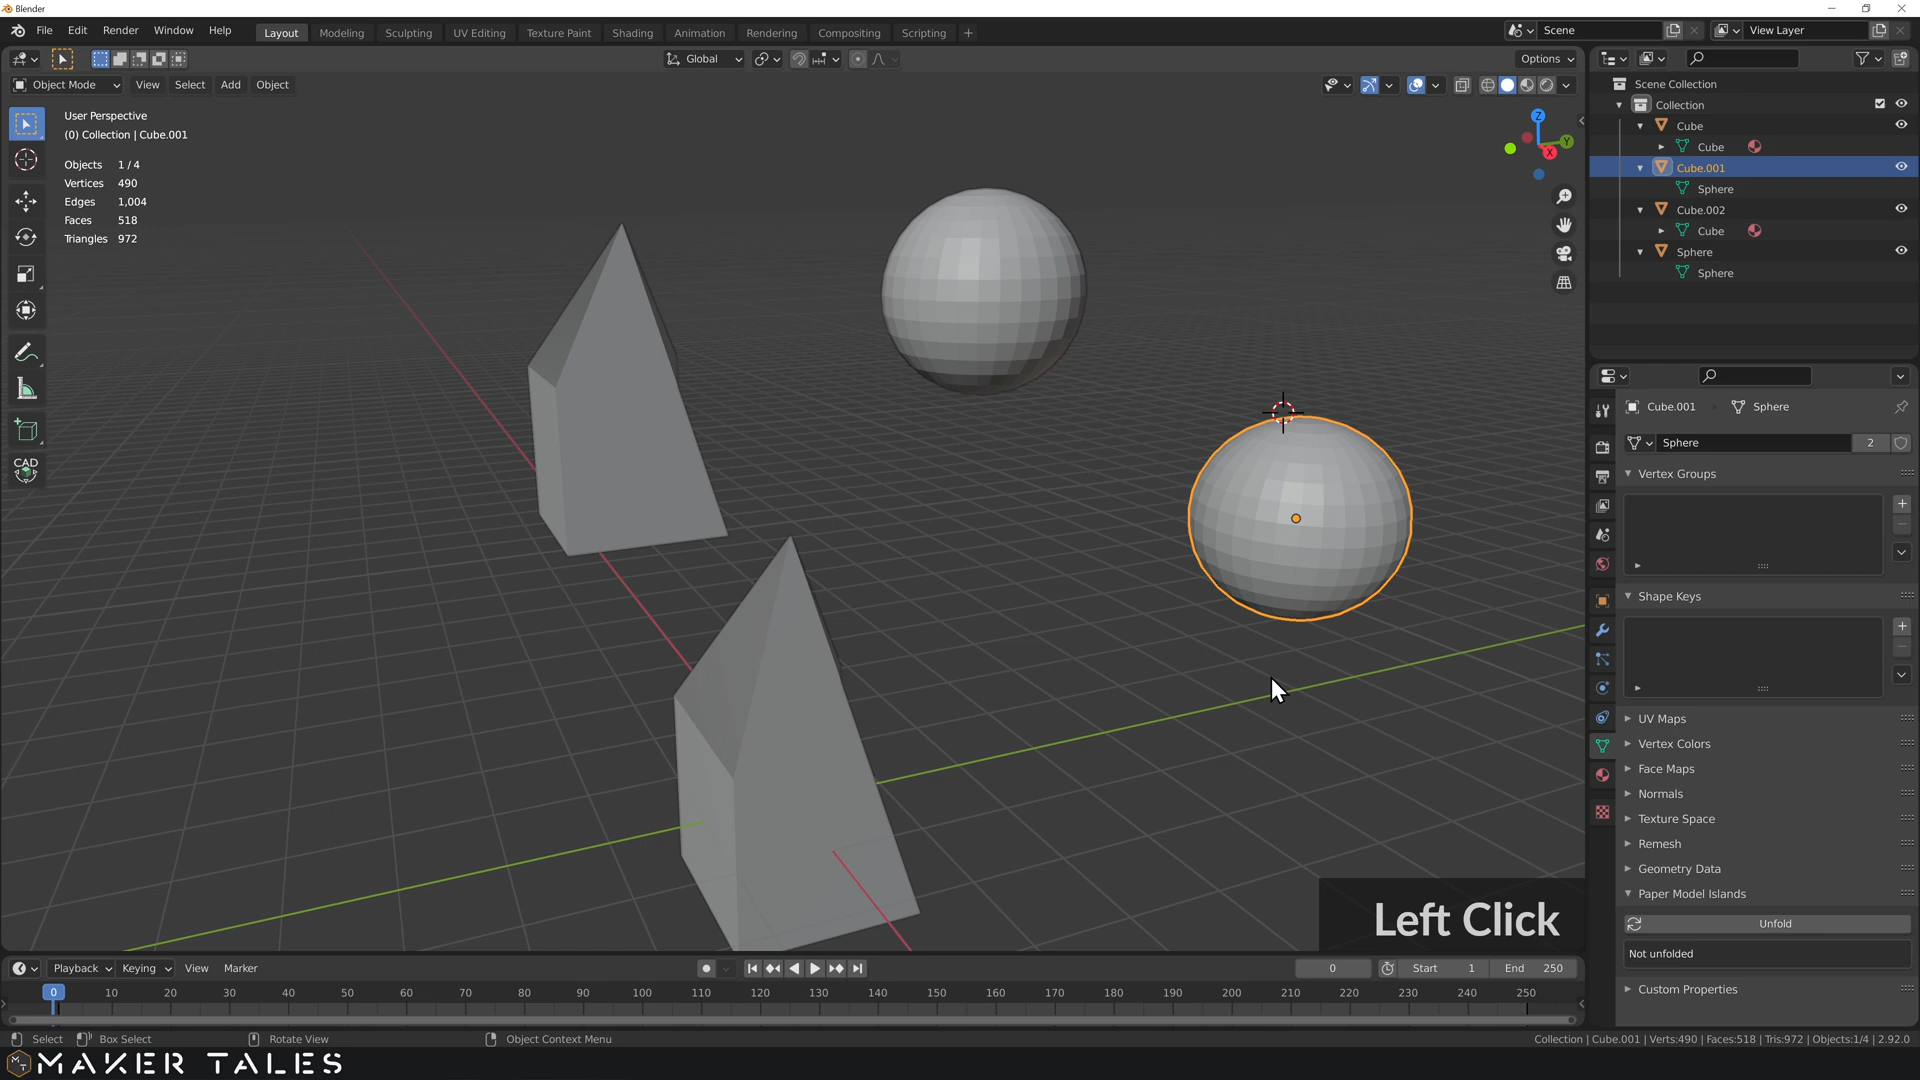 Blender
File Edit Render Window Help
Layout Modeling Sculpting UV Editing Texture Paint Shading Animation Rendering Compositing Scripting +
Scene
View Layer
Global
Options
Object Mode View Select Add Object
User Perspective
(0) Collection | Cube.001
Objects 1 / 4
Vertices 490
Edges 1,004
Faces 518
Triangles 972
CAD
Z
Y
X
Scene Collection
Collection
Cube
Cube
Cube.001
Sphere
Cube.002
Cube
Sphere
Sphere
Cube.001 Sphere
Sphere 2
Vertex Groups
Shape Keys
UV Maps
Vertex Colors
Face Maps
Normals
Texture Space
Remesh
Geometry Data
Paper Model Islands
Unfold
Not unfolded
Custom Properties
Left Click
Playback Keying View Marker
0 Start 1 End 250
0 10 20 30 40 50 60 70 80 90 100 110 120 130 140 150 160 170 180 190 200 210 220 230 240 250
Select Box Select Rotate View Object Context Menu
Collection | Cube.001 | Verts:490 | Faces:518 | Tris:972 | Objects:1/4 | 2.92.0
MAKER TALES